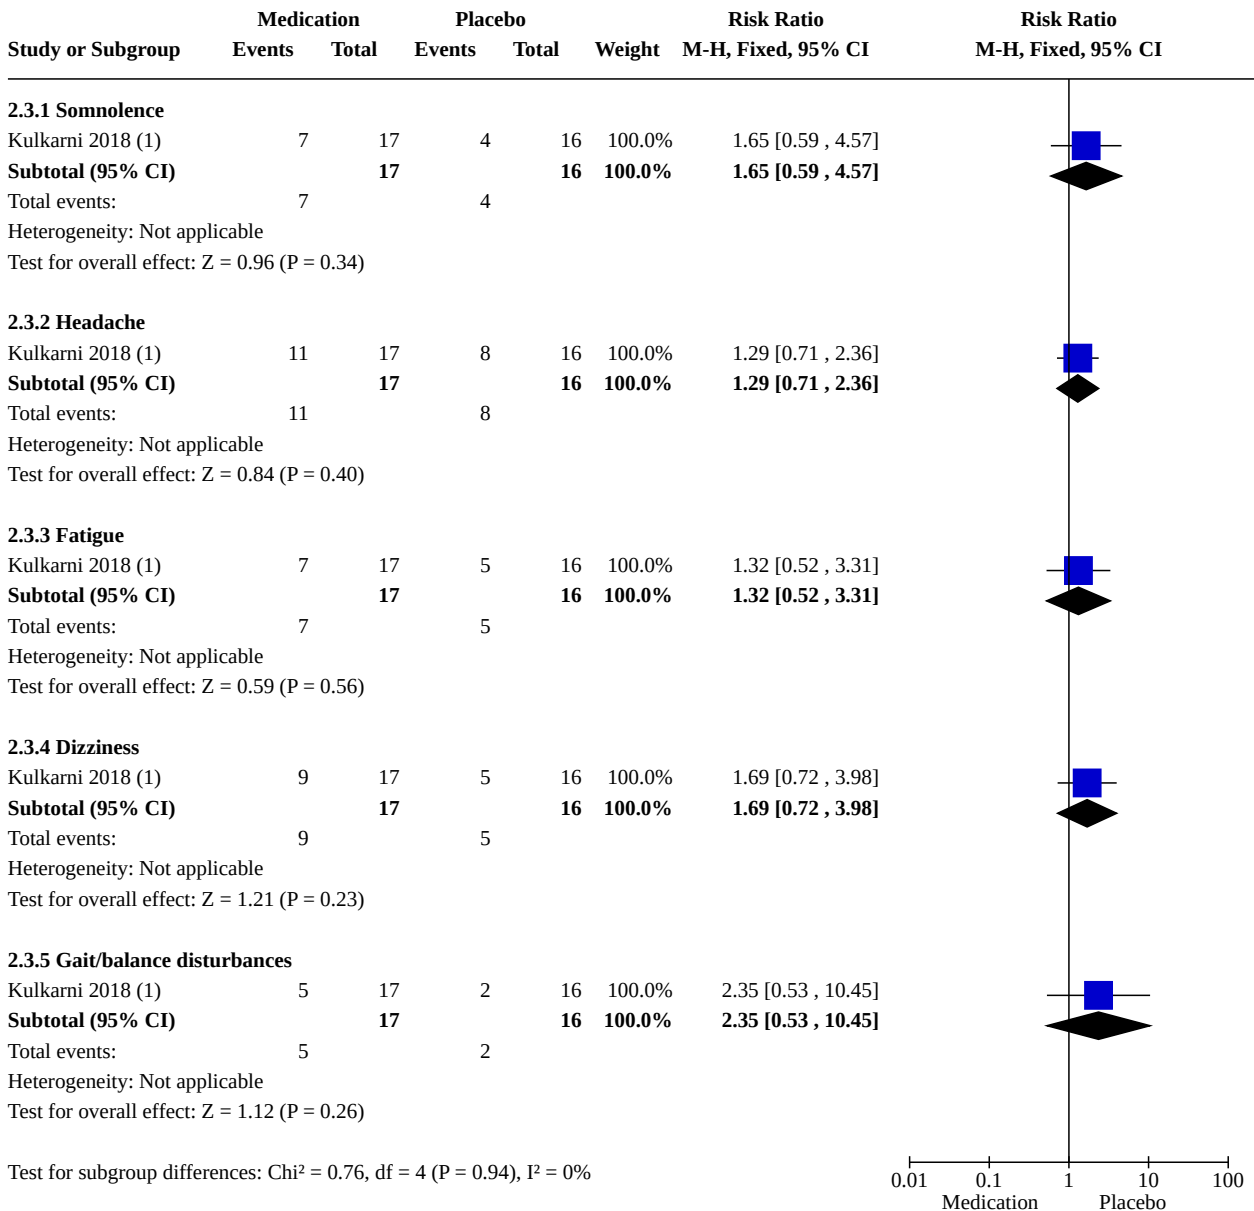 Medication Placebo Risk Ratio Risk Ratio
Study or Subgroup Events Total Events Total Weight M-H, Fixed, 95% CI M-H, Fixed, 95% CI
2.3.1 Somnolence
Kulkarni 2018 (1) 7 17 4 16 100.0% 1.65 [0.59 , 4.57]
Subtotal (95% CI) 17 16 100.0% 1.65 [0.59 , 4.57]
Total events: 7 4
Heterogeneity: Not applicable
Test for overall effect: Z = 0.96 (P = 0.34)
2.3.2 Headache
Kulkarni 2018 (1) 11 17 8 16 100.0% 1.29 [0.71 , 2.36]
Subtotal (95% CI) 17 16 100.0% 1.29 [0.71 , 2.36]
Total events: 11 8
Heterogeneity: Not applicable
Test for overall effect: Z = 0.84 (P = 0.40)
2.3.3 Fatigue
Kulkarni 2018 (1) 7 17 5 16 100.0% 1.32 [0.52 , 3.31]
Subtotal (95% CI) 17 16 100.0% 1.32 [0.52 , 3.31]
Total events: 7 5
Heterogeneity: Not applicable
Test for overall effect: Z = 0.59 (P = 0.56)
2.3.4 Dizziness
Kulkarni 2018 (1) 9 17 5 16 100.0% 1.69 [0.72 , 3.98]
Subtotal (95% CI) 17 16 100.0% 1.69 [0.72 , 3.98]
Total events: 9 5
Heterogeneity: Not applicable
Test for overall effect: Z = 1.21 (P = 0.23)
2.3.5 Gait/balance disturbances
Kulkarni 2018 (1) 5 17 2 16 100.0% 2.35 [0.53 , 10.45]
Subtotal (95% CI) 17 16 100.0% 2.35 [0.53 , 10.45]
Total events: 5 2
Heterogeneity: Not applicable
Test for overall effect: Z = 1.12 (P = 0.26)
Test for subgroup differences: Chi² = 0.76, df = 4 (P = 0.94), I² = 0%
0.01 0.1 1 10 100
Medication Placebo